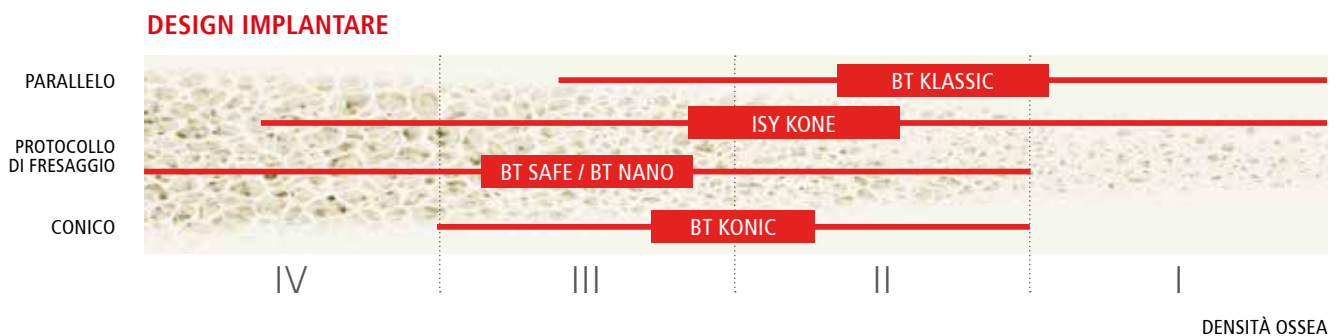 DESIGN IMPLANTARE
PARALLELO
BT KLASSIC
ISY KONE
PROTOCOLLO
DI FRESAGGIO
BT SAFE / BT NANO
CONICO
BT KONIC
IV
III
II
I
DENSITÀ OSSEA